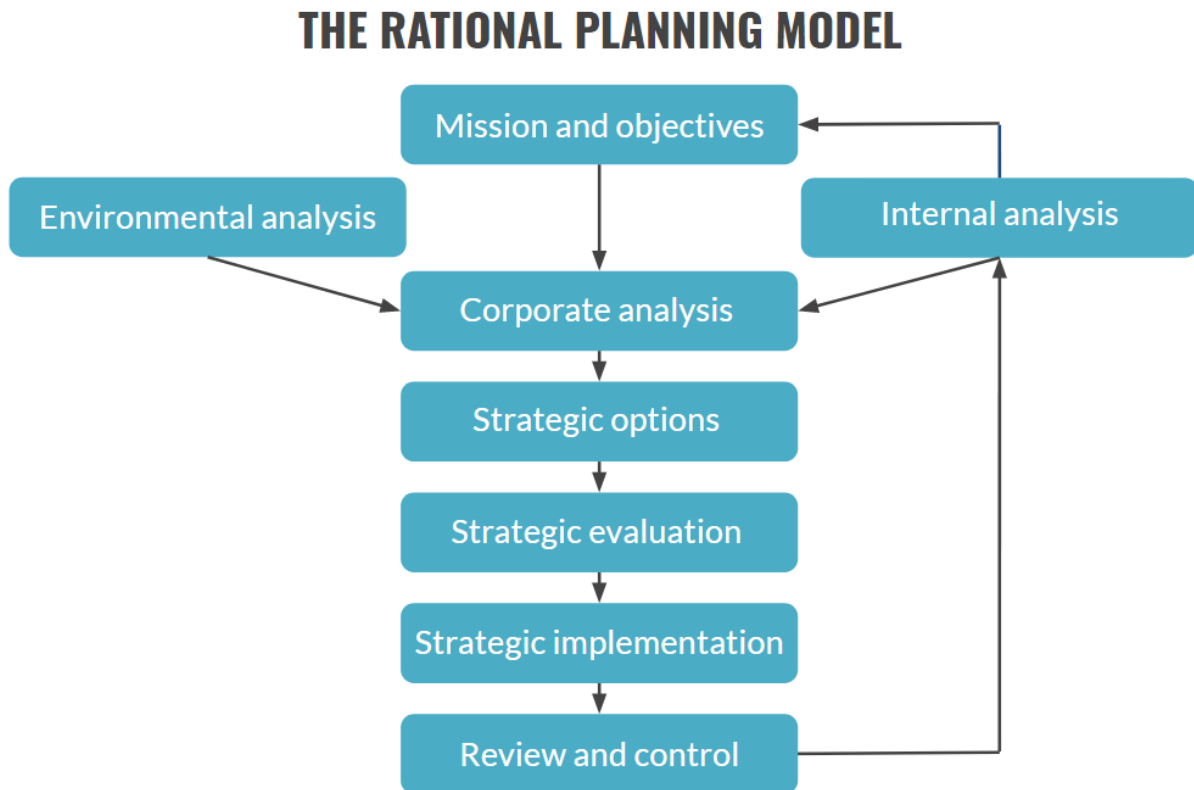 THE RATIONAL PLANNING MODEL
Mission and objectives
Environmental analysis
Internal analysis
Corporate analysis
Strategic options
Strategic evaluation
Strategic implementation
Review and control